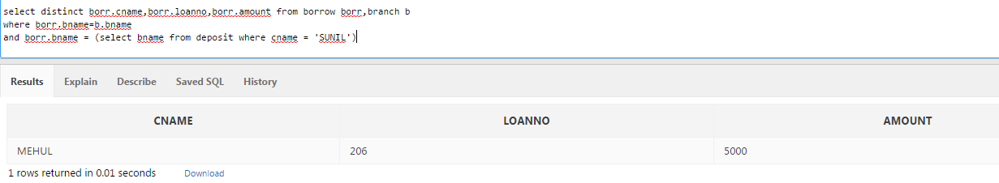 select distinct borr.cname,borr.loanno,borr.amount from borrow borr,branch b
where borr.bname=b.bname
and borr.bname = (select bname from deposit where cname = 'SUNIL')
Results Explain Describe Saved SQL History
CNAME LOANNO AMOUNT
MEHUL 206 5000
1 rows returned in 0.01 seconds Download